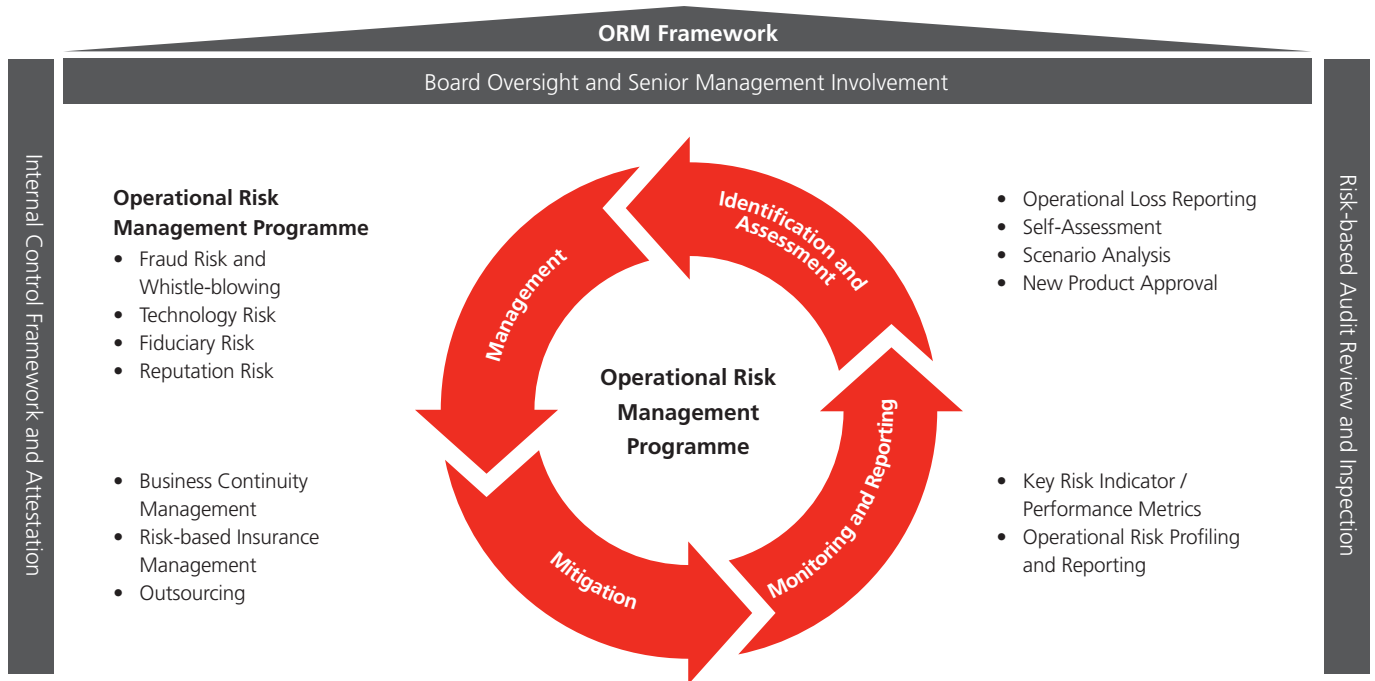 ORM Framework
Board Oversight and Senior Management Involvement
Internal Control Framework and Attestation
Operational Risk
Management Programme
• Fraud Risk and
Whistle-blowing
• Technology Risk
• Fiduciary Risk
• Reputation Risk
• Business Continuity
Management
• Risk-based Insurance
Management
• Outsourcing
Identification and
Assessment
Management
Mitigation
Monitoring and Reporting
Operational Risk
Management
Programme
• Operational Loss Reporting
• Self-Assessment
• Scenario Analysis
• New Product Approval
• Key Risk Indicator /
Performance Metrics
• Operational Risk Profiling
and Reporting
Risk-based Audit Review and Inspection